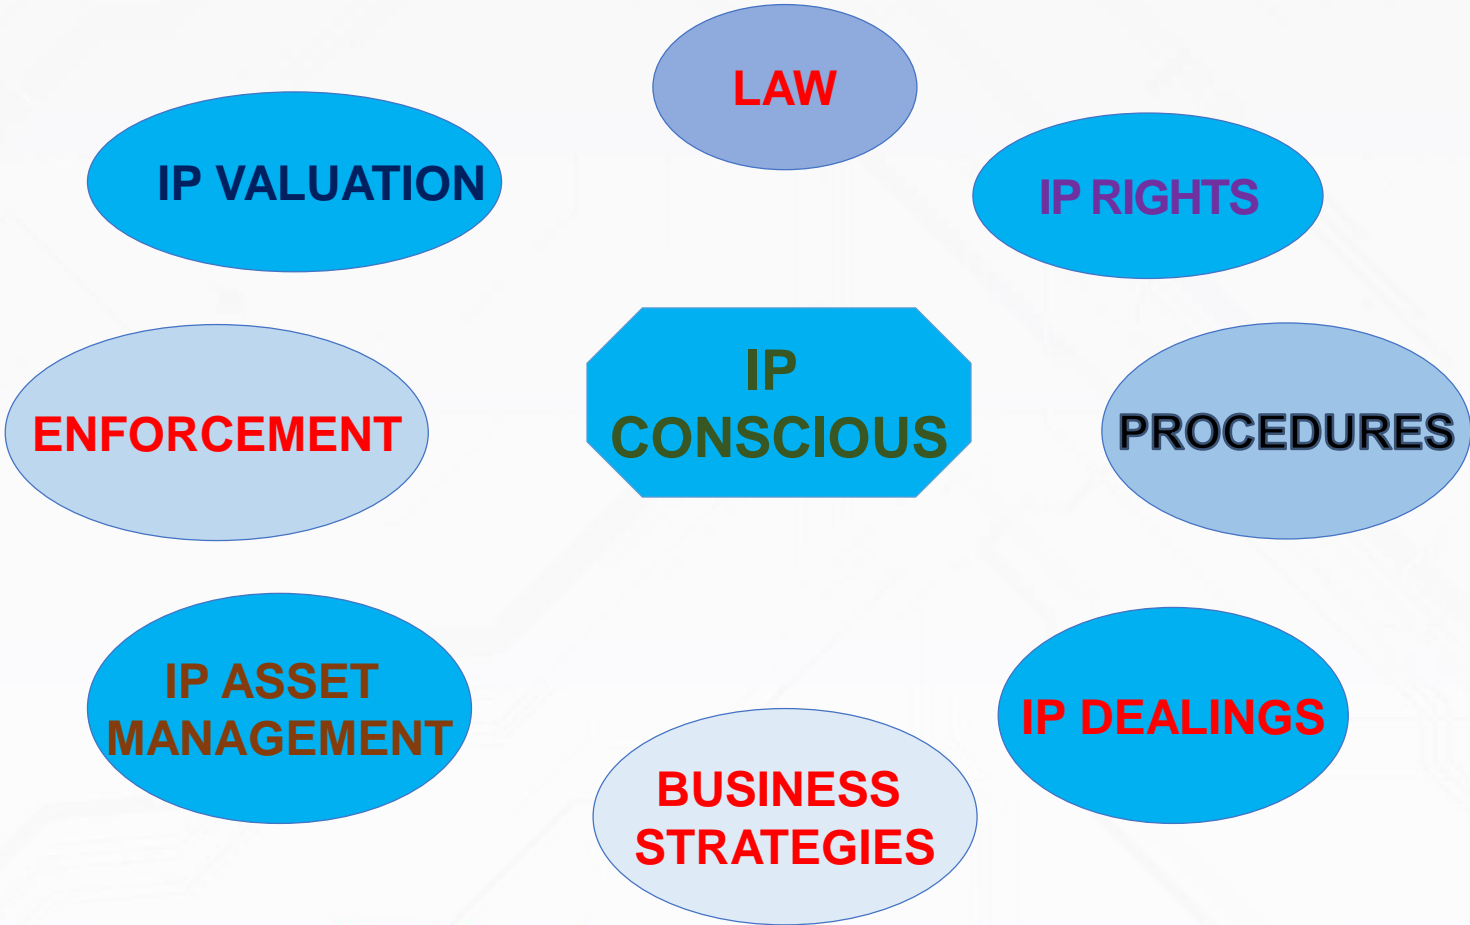 LAW
IP VALUATION
IP RIGHTS
IP
CONSCIOUS
ENFORCEMENT
PROCEDURES
IP ASSET
MANAGEMENT
IP DEALINGS
BUSINESS
STRATEGIES